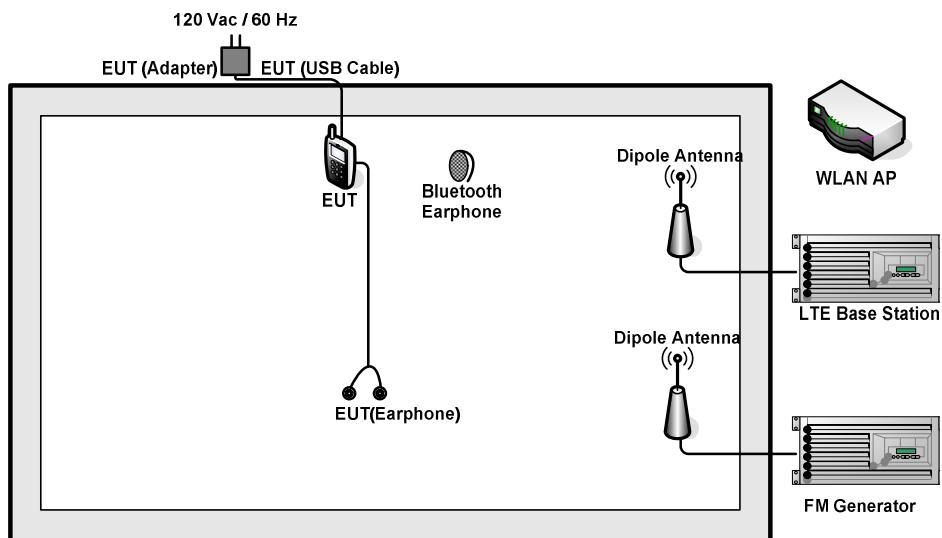 120 Vac / 60 Hz
EUT (Adapter)
EUT (USB Cable)
EUT
Bluetooth
Earphone
Dipole Antenna
WLAN AP
LTE Base Station
Dipole Antenna
EUT(Earphone)
FM Generator